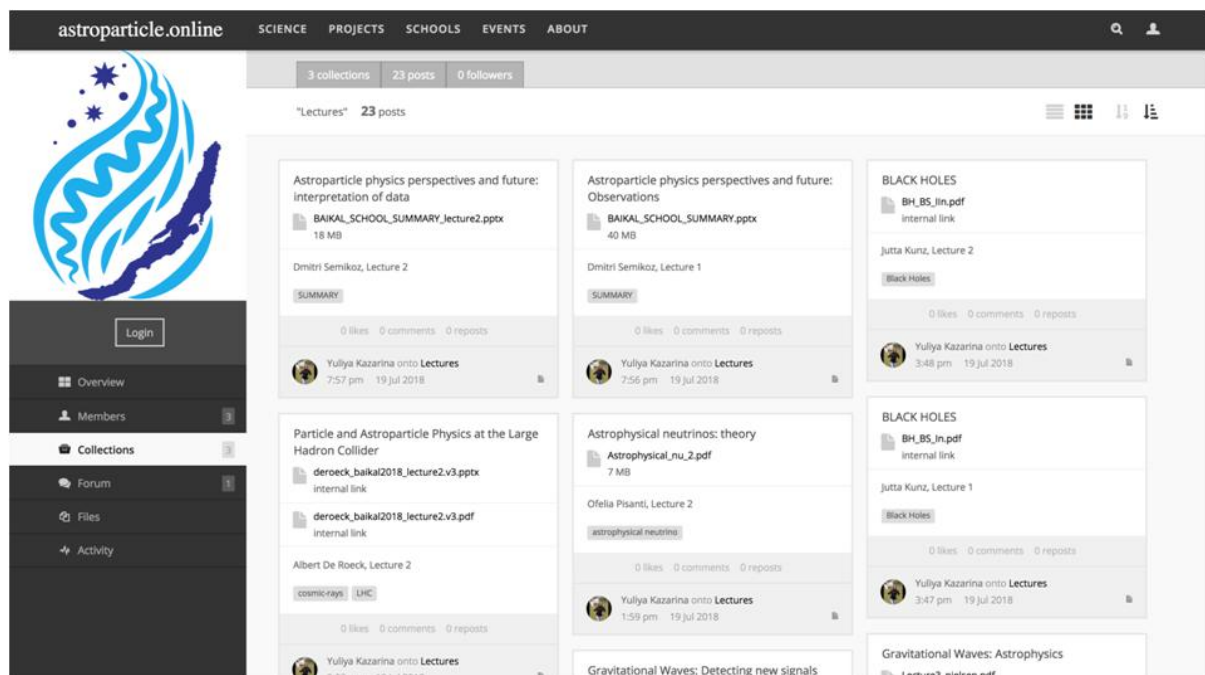 astroparticle.online
SCIENCE PROJECTS SCHOOLS EVENTS ABOUT
3 collections 23 posts 0 followers
"Lectures" 23 posts
Login
Overview
Members 3
Collections 3
Forum 1
Files
Activity
Astroparticle physics perspectives and future:
interpretation of data
BAIKAL_SCHOOL_SUMMARY_lecture2.pptx
18 MB
Dmitri Semikoz, Lecture 2
SUMMARY
0 likes 0 comments 0 reposts
Yuliya Kazarina onto Lectures
7:57 pm 19 Jul 2018
Particle and Astroparticle Physics at the Large
Hadron Collider
deroeck_baikal2018_lecture2.v3.pptx
internal link
deroeck_baikal2018_lecture2.v3.pdf
internal link
Albert De Roeck, Lecture 2
cosmic-rays LHC
0 likes 0 comments 0 reposts
Yuliya Kazarina onto Lectures
Astroparticle physics perspectives and future:
Observations
BAIKAL_SCHOOL_SUMMARY.pptx
40 MB
Dmitri Semikoz, Lecture 1
SUMMARY
0 likes 0 comments 0 reposts
Yuliya Kazarina onto Lectures
7:56 pm 19 Jul 2018
Astrophysical neutrinos: theory
Astrophysical_nu_2.pdf
7 MB
Ofelia Pisanti, Lecture 2
astrophysical neutrino
0 likes 0 comments 0 reposts
Yuliya Kazarina onto Lectures
1:59 pm 19 Jul 2018
Gravitational Waves: Detecting new signals
BLACK HOLES
BH_BS_IIn.pdf
internal link
Jutta Kunz, Lecture 2
Black Holes
0 likes 0 comments 0 reposts
Yuliya Kazarina onto Lectures
3:48 pm 19 Jul 2018
BLACK HOLES
BH_BS_In.pdf
internal link
Jutta Kunz, Lecture 1
Black Holes
0 likes 0 comments 0 reposts
Yuliya Kazarina onto Lectures
3:47 pm 19 Jul 2018
Gravitational Waves: Astrophysics